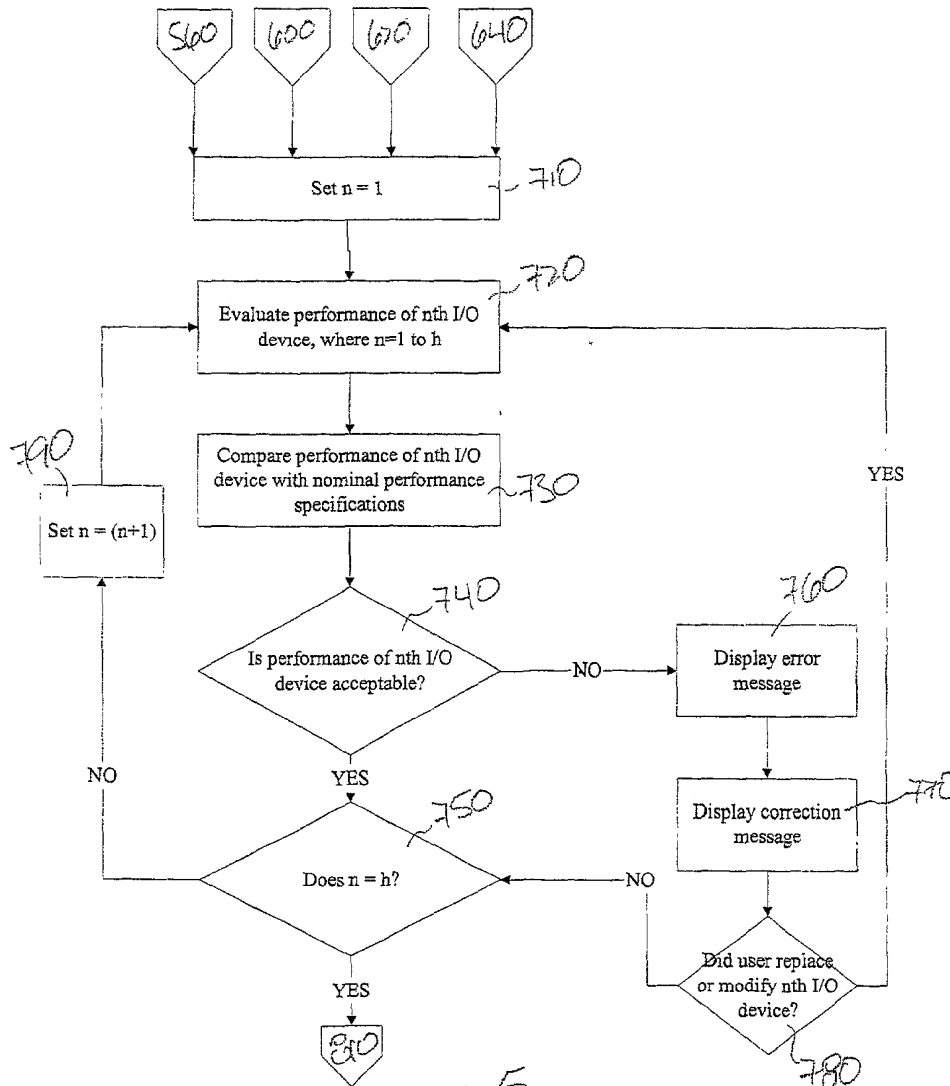 560 600 640
Set n = 1
710
720
Evaluate performance of nth I/O
device, where n=1 to h
790
Compare performance of nth I/O
device with nominal performance
specifications
730
YES
Set n = (n+1)
740
760
Is performance of nth I/O
device acceptable?
NO
Display error
message
NO
YES
750
770
Display correction
message
Does n = h?
NO
Did user replace
or modify nth I/O
device?
YES
780
5